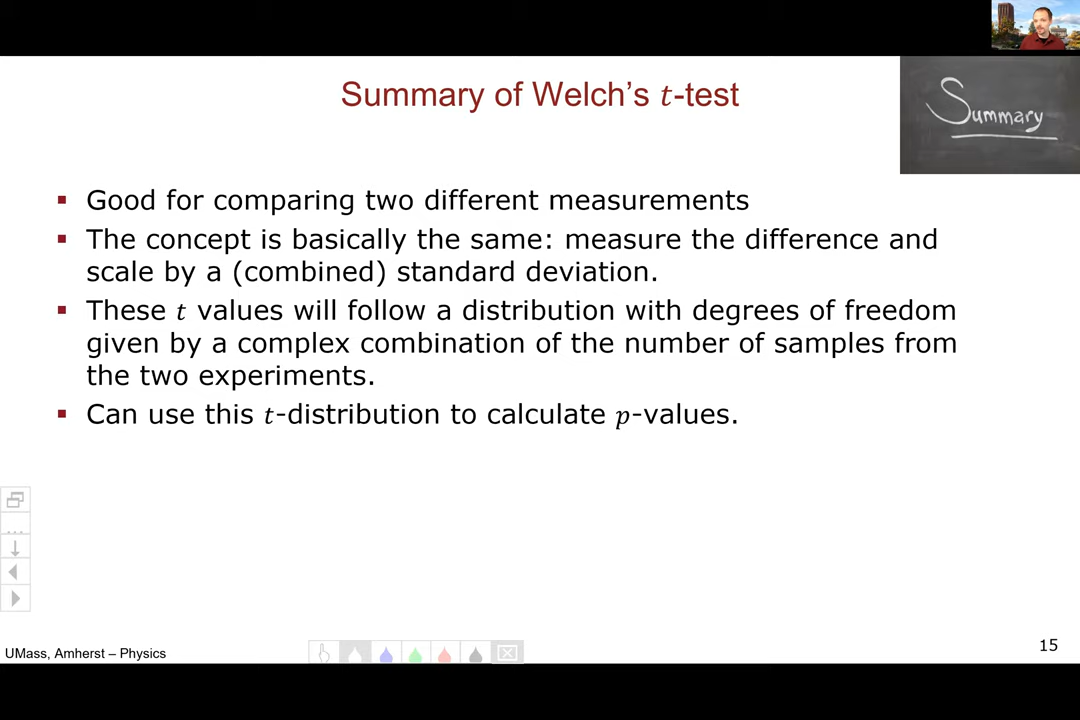 Summary of Welch's t-test
Summary
▪ Good for comparing two different measurements
▪ The concept is basically the same: measure the difference and
scale by a (combined) standard deviation.
▪ These t values will follow a distribution with degrees of freedom
given by a complex combination of the number of samples from
the two experiments.
▪ Can use this t-distribution to calculate p-values.
UMass, Amherst – Physics
15